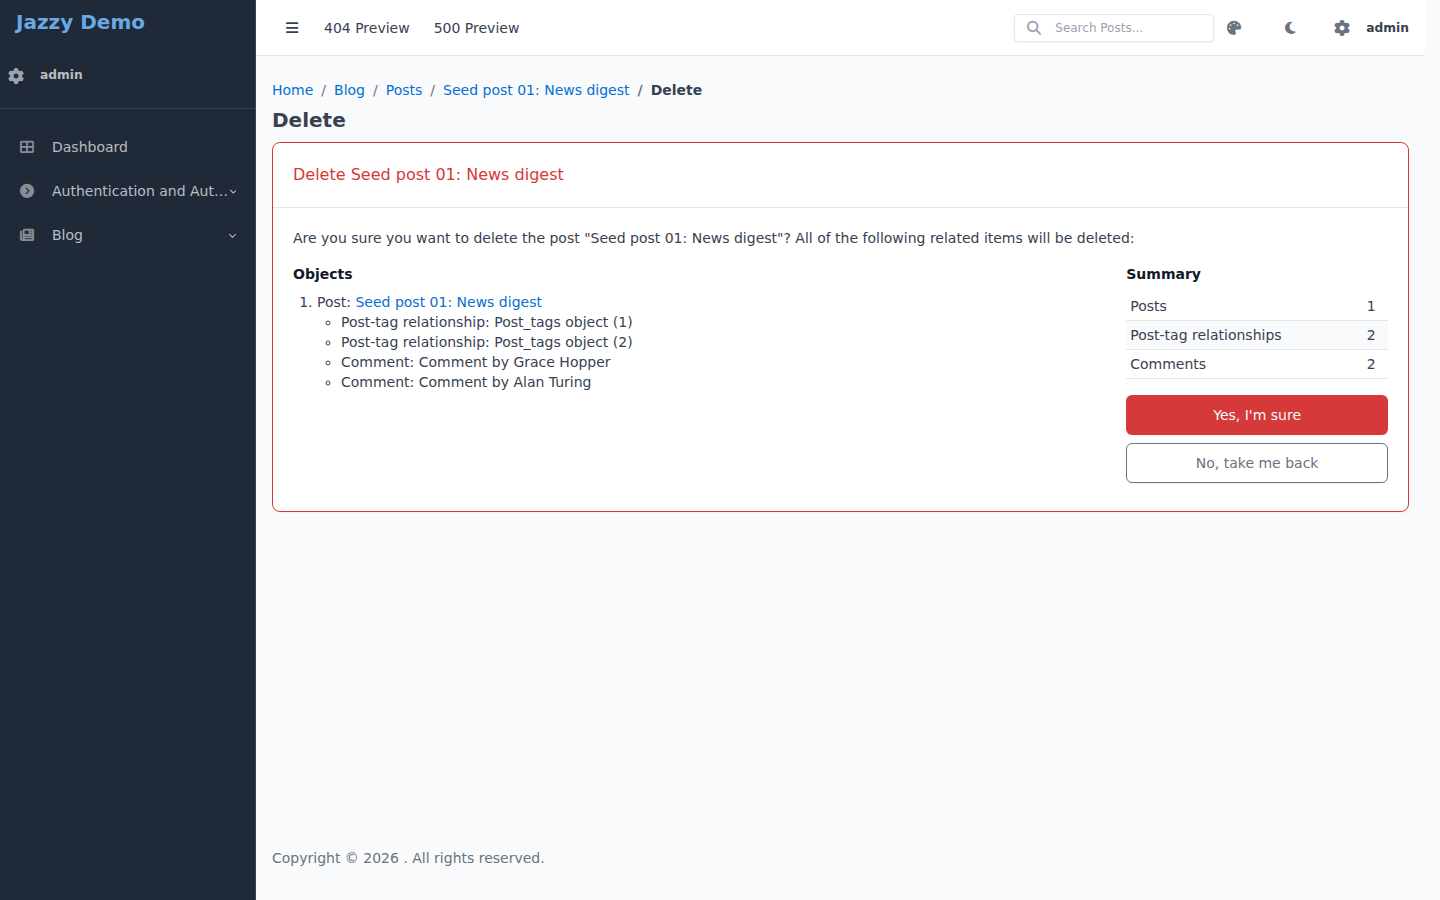 Jazzy Demo
admin
Dashboard
Authentication and Aut...
Blog
404 Preview
500 Preview
Search Posts...
admin
Home / Blog / Posts / Seed post 01: News digest / Delete
Delete
Delete Seed post 01: News digest
Are you sure you want to delete the post "Seed post 01: News digest"? All of the following related items will be deleted:
Objects
1. Post: Seed post 01: News digest
Post-tag relationship: Post_tags object (1)
Post-tag relationship: Post_tags object (2)
Comment: Comment by Grace Hopper
Comment: Comment by Alan Turing
Summary
Posts 1
Post-tag relationships 2
Comments 2
Yes, I'm sure
No, take me back
Copyright © 2026 . All rights reserved.